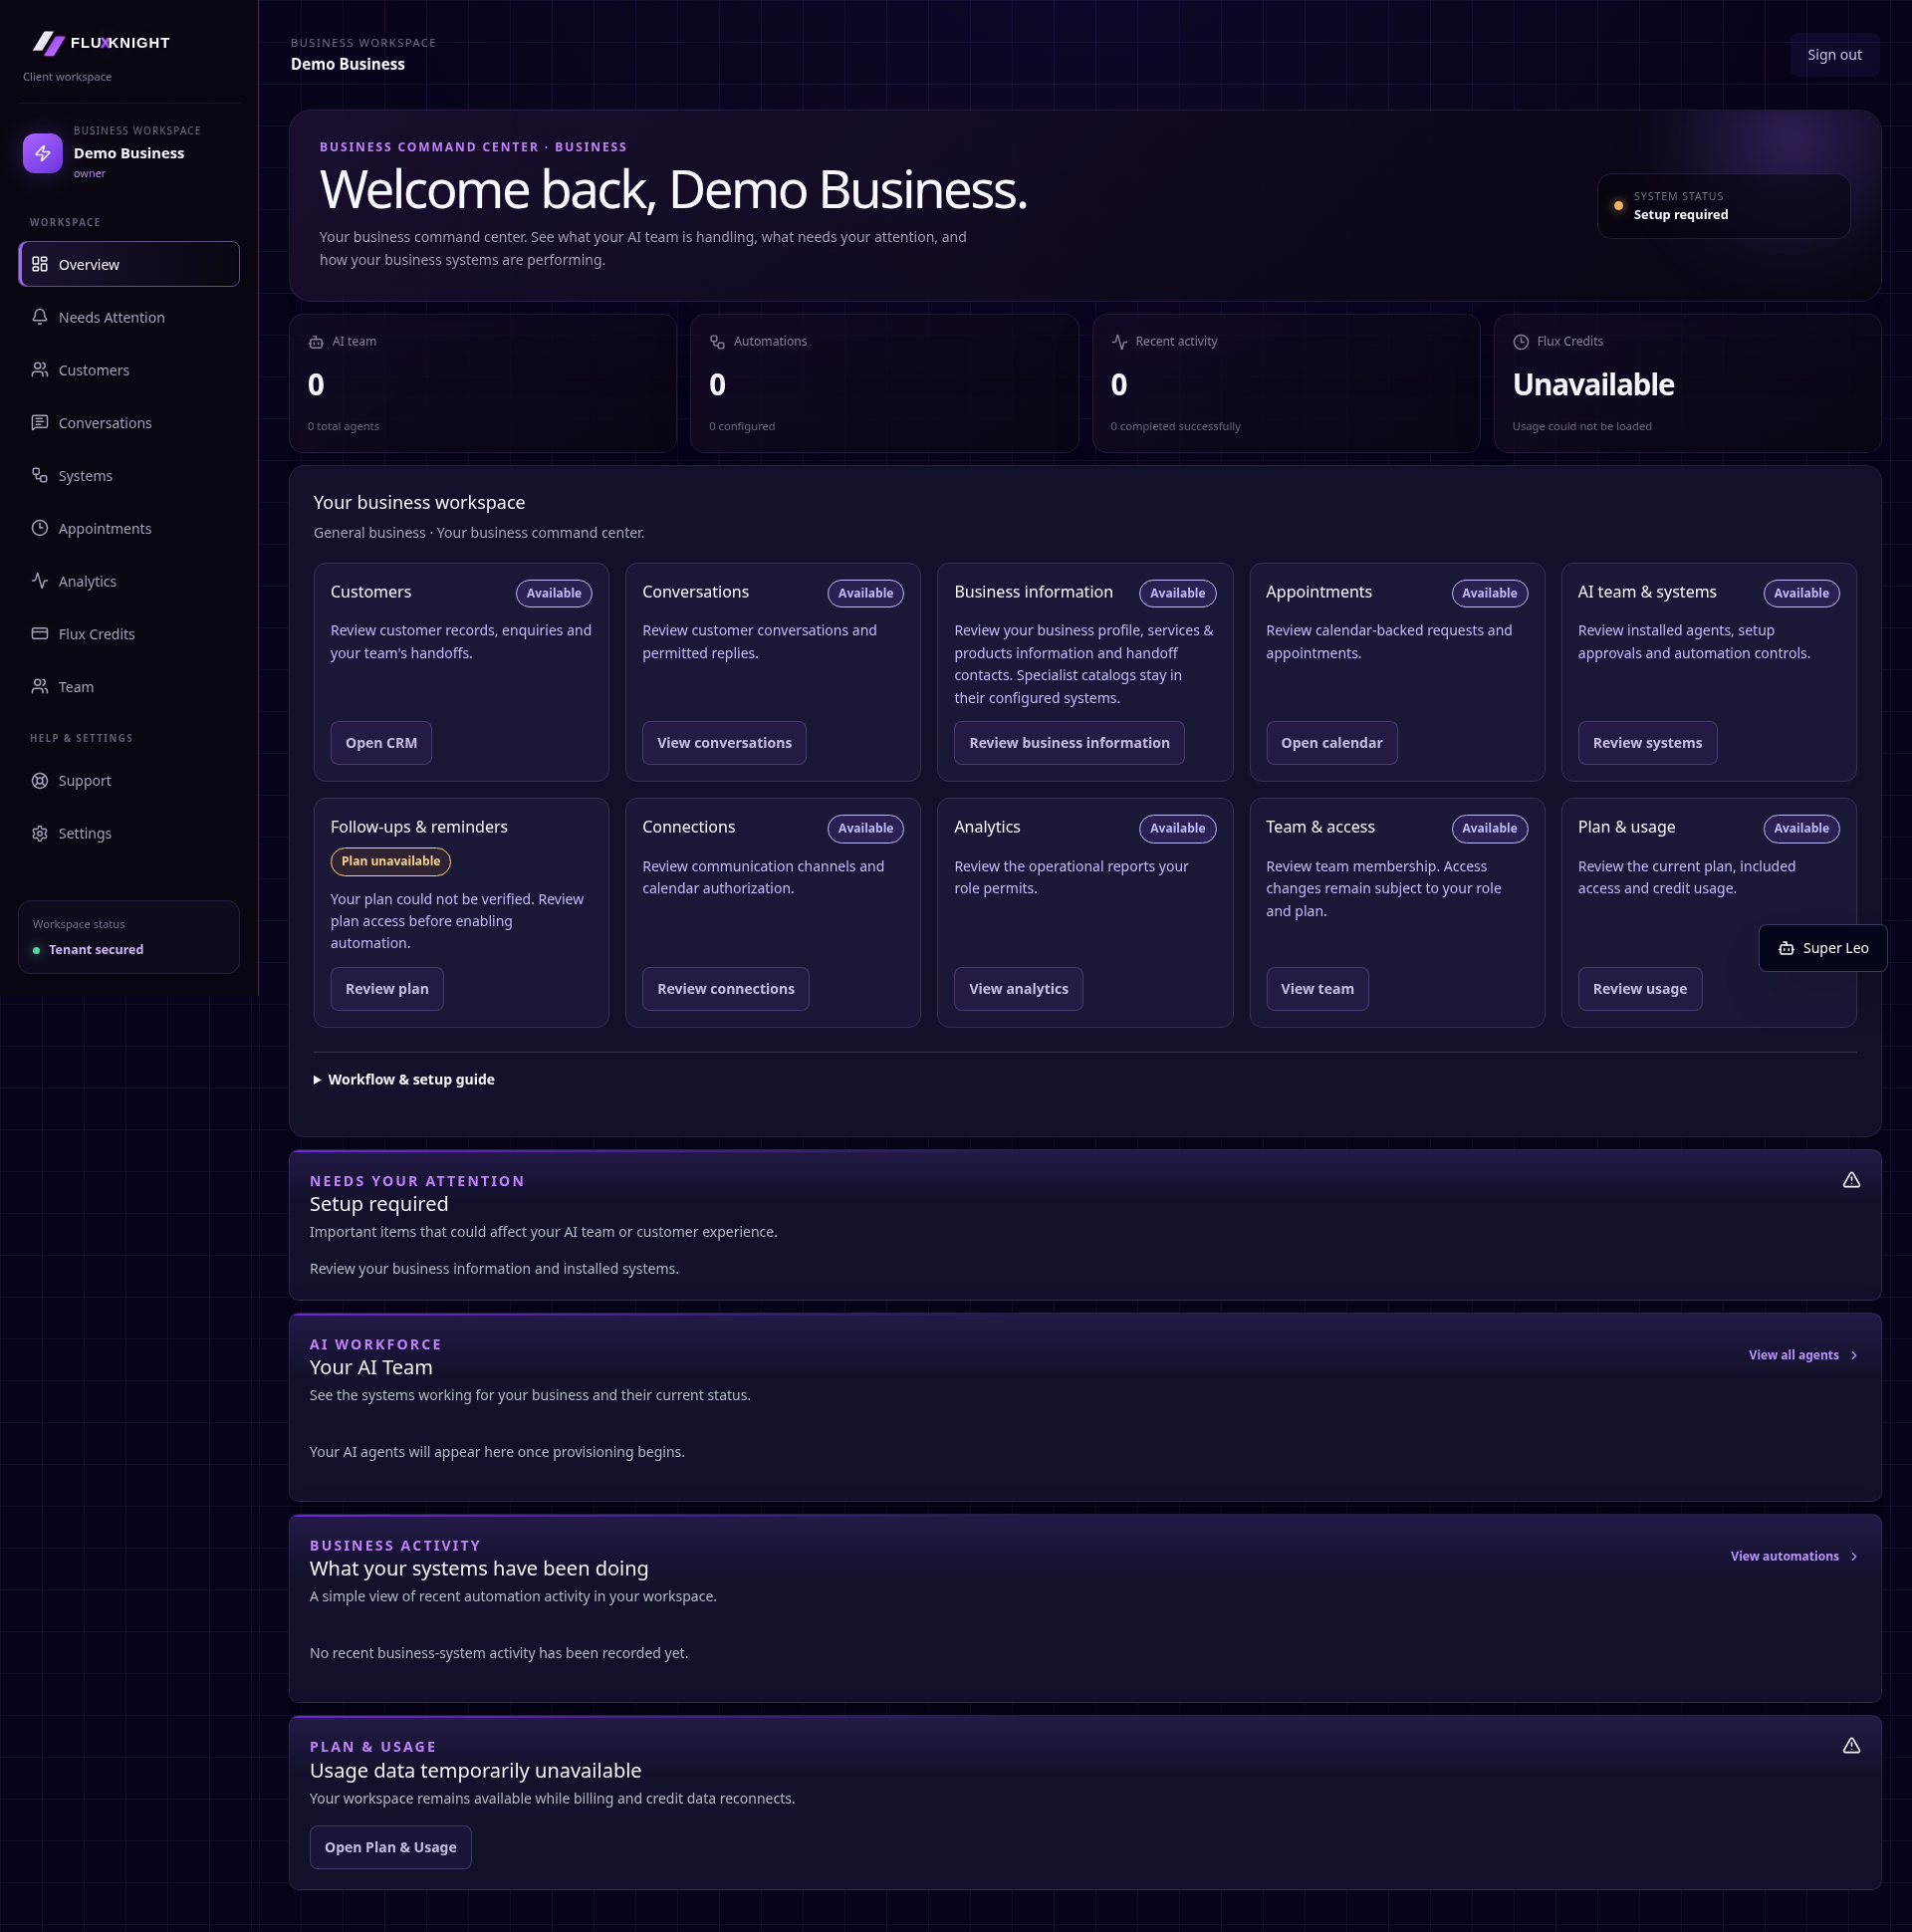 FLUXKNIGHT
Client workspace
BUSINESS WORKSPACE
Demo Business
owner
WORKSPACE
Overview
Needs Attention
Customers
Conversations
Systems
Appointments
Analytics
Flux Credits
Team
HELP & SETTINGS
Support
Settings
Workspace status
Tenant secured
BUSINESS WORKSPACE
Demo Business
Sign out
BUSINESS COMMAND CENTER · BUSINESS
Welcome back, Demo Business.
Your business command center. See what your AI team is handling, what needs your attention, and
how your business systems are performing.
SYSTEM STATUS
Setup required
AI team
0
0 total agents
Automations
0
0 configured
Recent activity
0
0 completed successfully
Flux Credits
Unavailable
Usage could not be loaded
Your business workspace
General business · Your business command center.
Customers
Available
Review customer records, enquiries and
your team's handoffs.
Open CRM
Conversations
Available
Review customer conversations and
permitted replies.
View conversations
Business information
Available
Review your business profile, services &
products information and handoff
contacts. Specialist catalogs stay in
their configured systems.
Review business information
Appointments
Available
Review calendar-backed requests and
appointments.
Open calendar
AI team & systems
Available
Review installed agents, setup
approvals and automation controls.
Review systems
Follow-ups & reminders
Plan unavailable
Your plan could not be verified. Review
plan access before enabling
automation.
Review plan
Connections
Available
Review communication channels and
calendar authorization.
Review connections
Analytics
Available
Review the operational reports your
role permits.
View analytics
Team & access
Available
Review team membership. Access
changes remain subject to your role
and plan.
View team
Plan & usage
Available
Review the current plan, included
access and credit usage.
Review usage
Super Leo
Workflow & setup guide
NEEDS YOUR ATTENTION
Setup required
Important items that could affect your AI team or customer experience.
Review your business information and installed systems.
AI WORKFORCE
Your AI Team
See the systems working for your business and their current status.
View all agents
Your AI agents will appear here once provisioning begins.
BUSINESS ACTIVITY
What your systems have been doing
A simple view of recent automation activity in your workspace.
View automations
No recent business-system activity has been recorded yet.
PLAN & USAGE
Usage data temporarily unavailable
Your workspace remains available while billing and credit data reconnects.
Open Plan & Usage